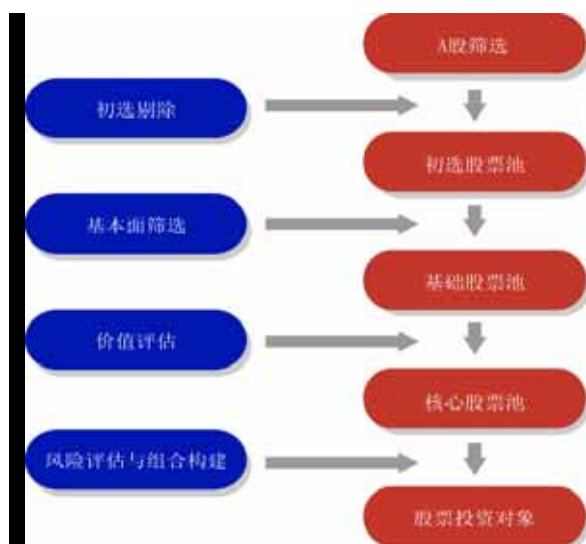 A股筛选
初选剔除
初选股票池
基本面筛选
基础股票池
价值评估
核心股票池
风险评估与组合构建
股票投资对象